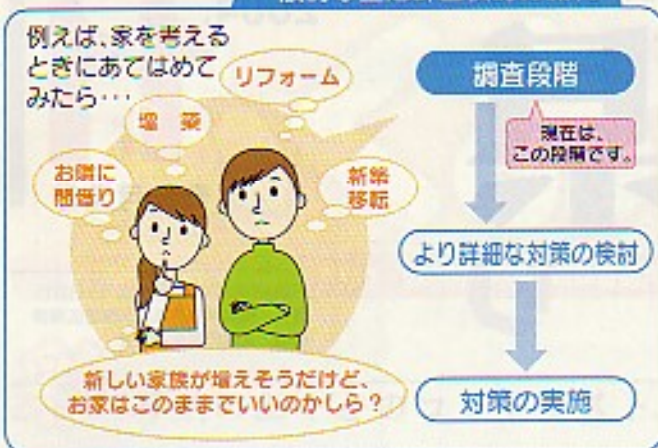 例えば、家を考える
ときにあてはめて
みたら・・・
リフォーム
増 築
お隣に
間借り
新築
移転
新しい家族が増えそうだけど、
お家はこのままでいいのかしら？
調査段階
現在は、
この段階です。
より詳細な対策の検討
対策の実施